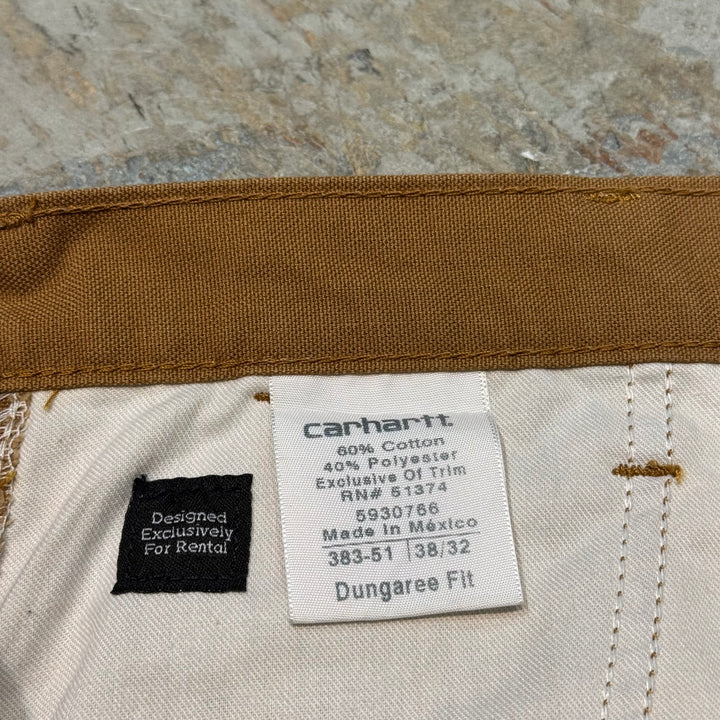 carhartt
60% Cotton
40% Polyester
Exclusive Of Trim
RN# 51374
5930766
Made In México
383-51 38/32
Dungaree Fit
Designed
Exclusively
For Rental